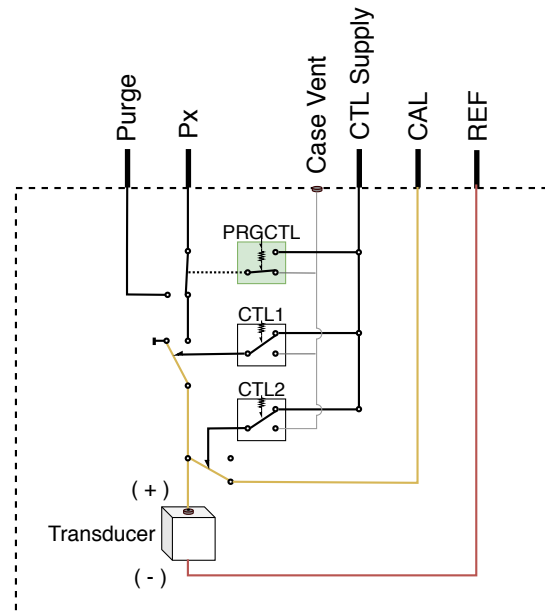 Purge
Px
Case Vent
CTL Supply
CAL
REF
PRGCTL
CTL1
CTL2
( + )
Transducer
( - )